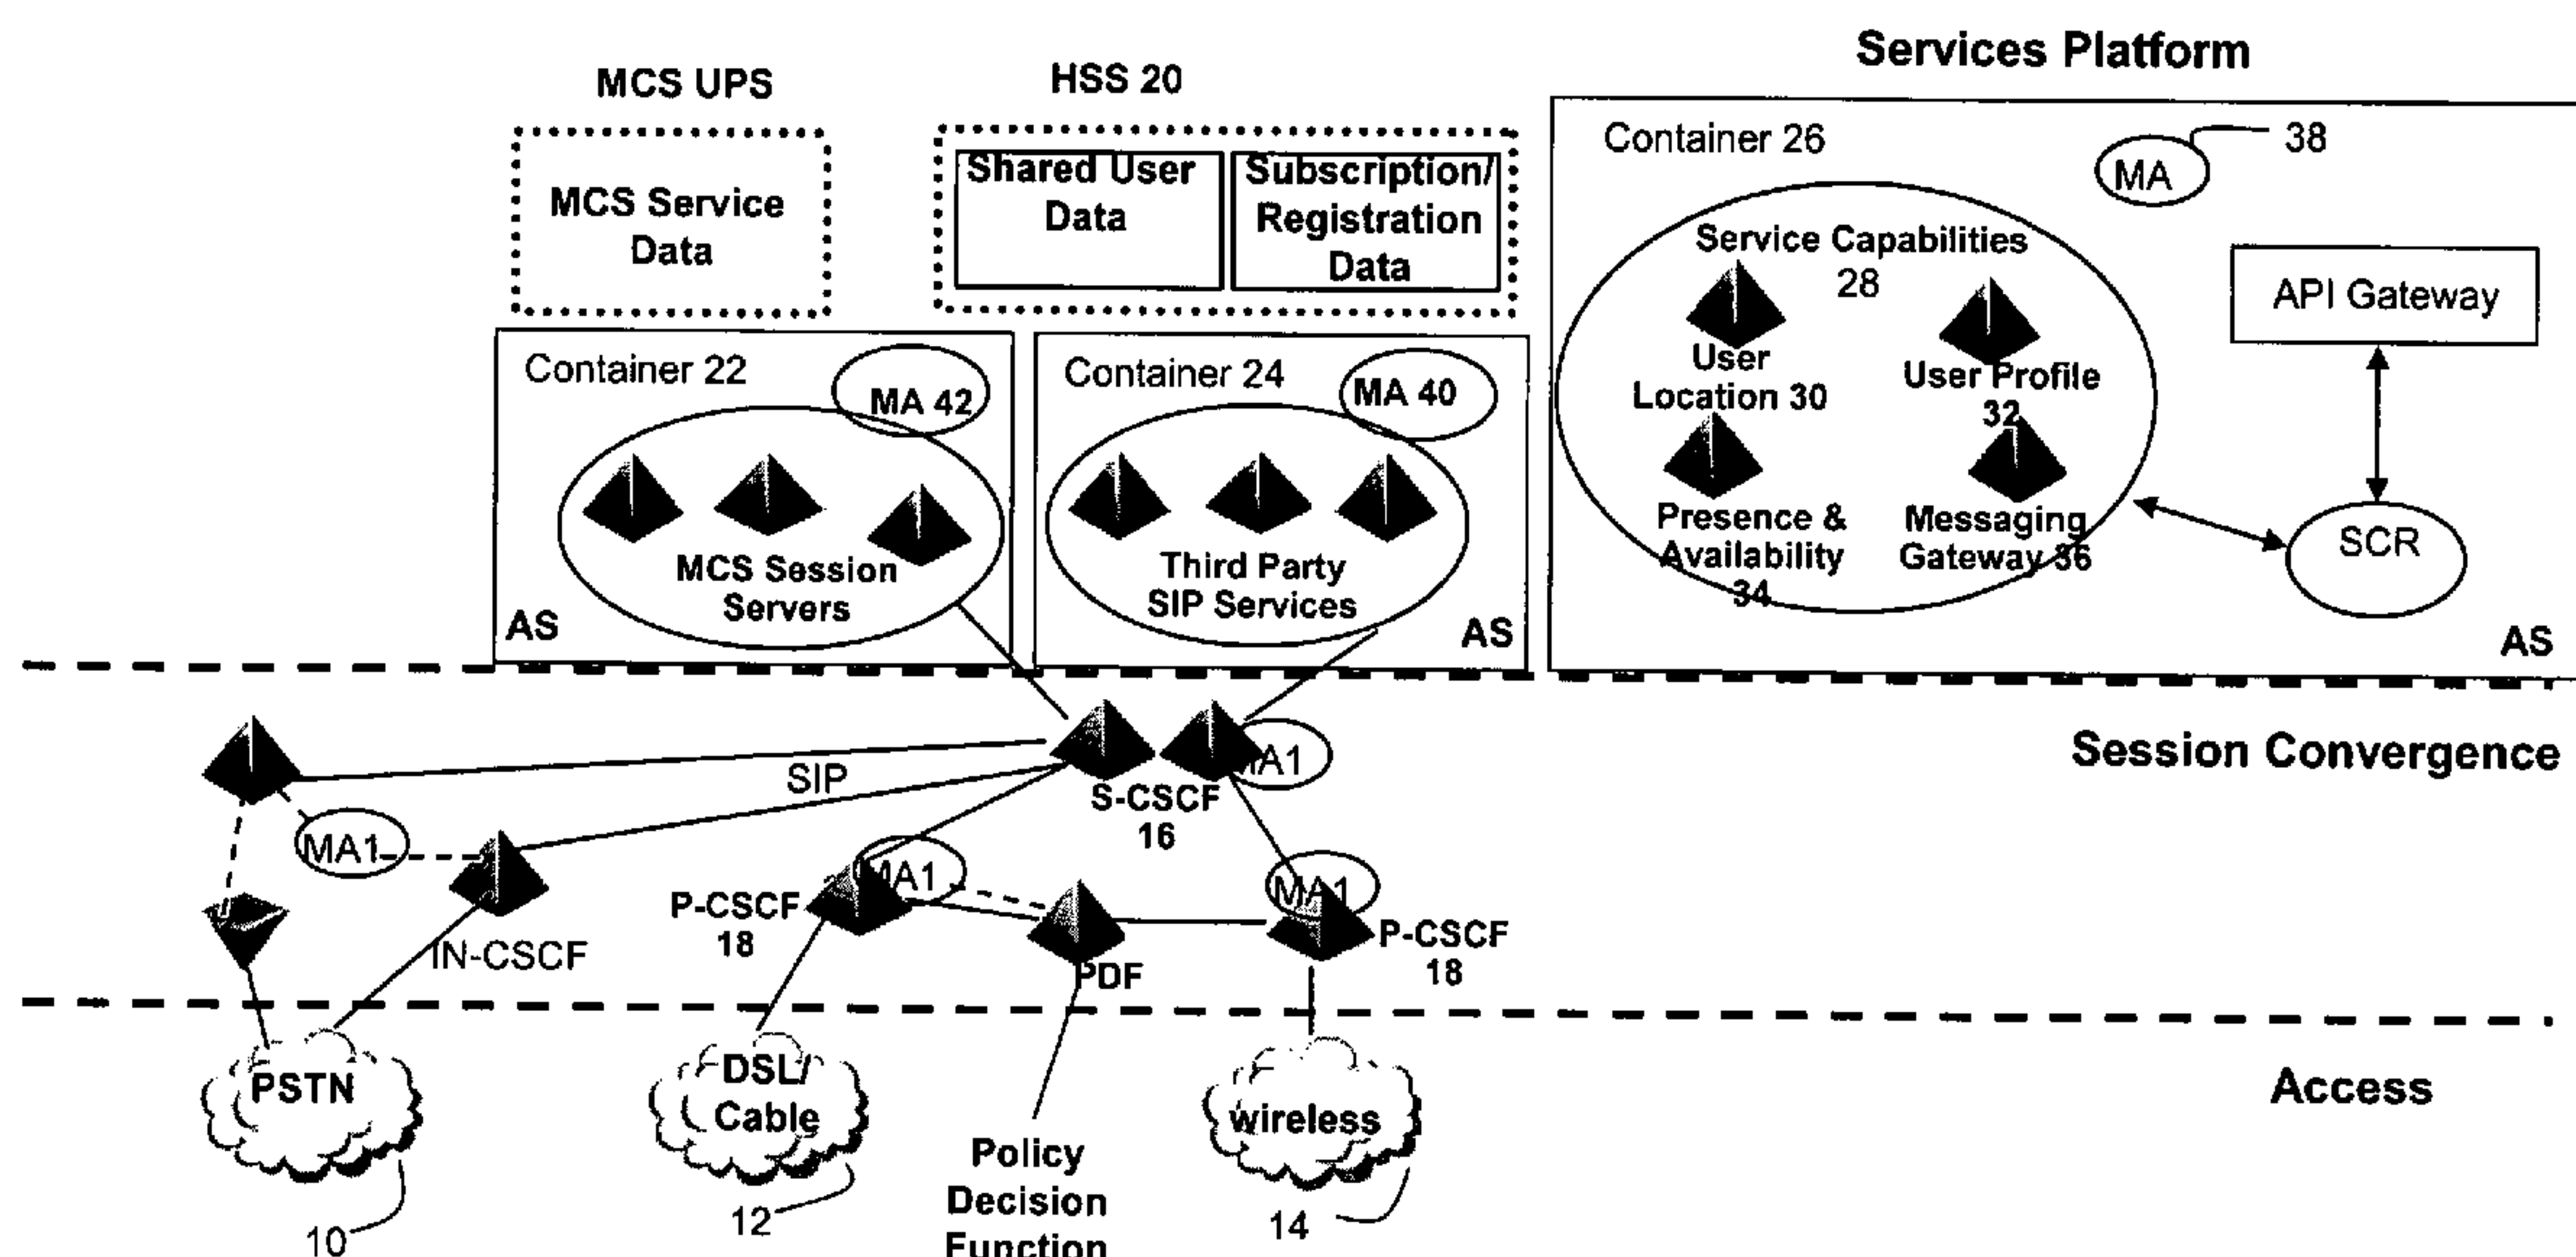 Services Platform
MCS UPS
HSS 20
MCS Service
Data
Shared User
Data
Subscription/
Registration
Data
Container 26
38
MA
Service Capabilities
28
User
Location 30
User Profile
32
Presence &
Availability
34
Messaging
Gateway 36
API Gateway
SCR
AS
Container 22
MA 42
MCS Session
Servers
AS
Container 24
MA 40
Third Party
SIP Services
AS
Session Convergence
SIP
S-CSCF
16
MA1
MA1
IN-CSCF
P-CSCF
18
MA1
PDF
MA1
P-CSCF
18
Access
PSTN
10
DSL/
Cable
12
Policy
Decision
Function
wireless
14